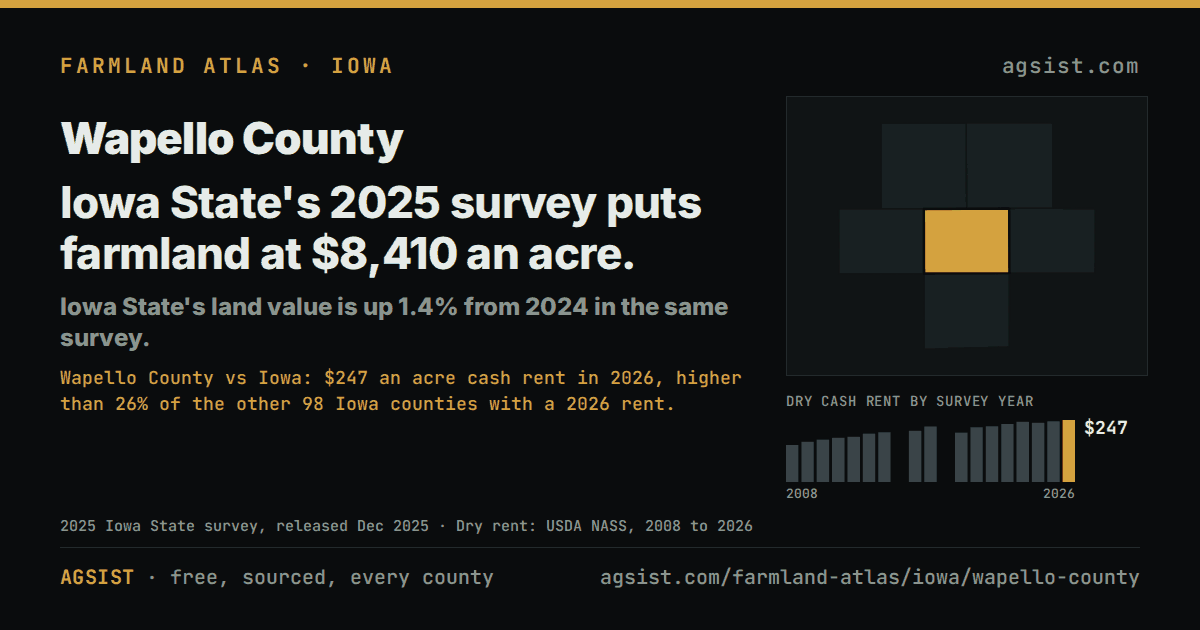 FARMLAND ATLAS · IOWA
agsist.com
Wapello County
Iowa State's 2025 survey puts
farmland at $8,410 an acre.
Iowa State's land value is up 1.4% from 2024 in the same
survey.
Wapello County vs Iowa: $247 an acre cash rent in 2026, higher
than 26% of the other 98 Iowa counties with a 2026 rent.
DRY CASH RENT BY SURVEY YEAR
$247
2008
2026
2025 Iowa State survey, released Dec 2025 · Dry rent: USDA NASS, 2008 to 2026
AGSIST · free, sourced, every county
agsist.com/farmland-atlas/iowa/wapello-county